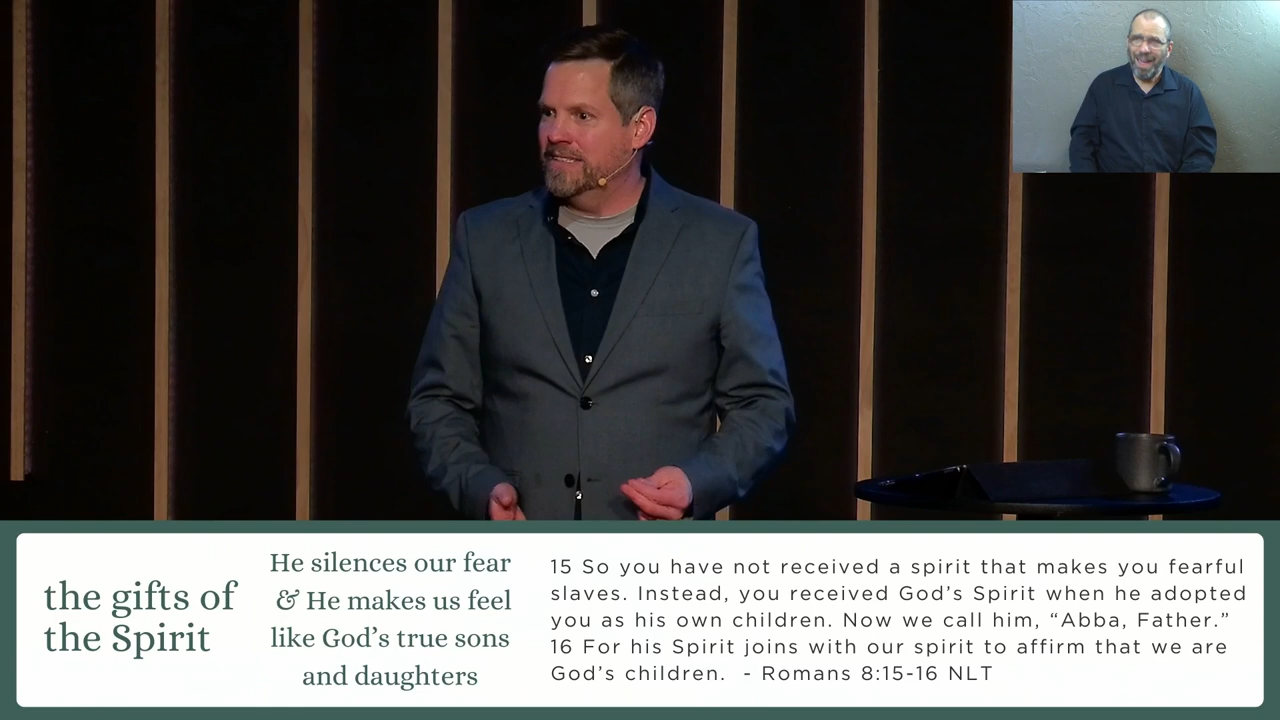 the gifts of
the Spirit
He silences our fear
& He makes us feel
like God’s true sons
and daughters
15 So you have not received a spirit that makes you fearful
slaves. Instead, you received God’s Spirit when he adopted
you as his own children. Now we call him, “Abba, Father.”
16 For his Spirit joins with our spirit to affirm that we are
God’s children.  - Romans 8:15-16 NLT